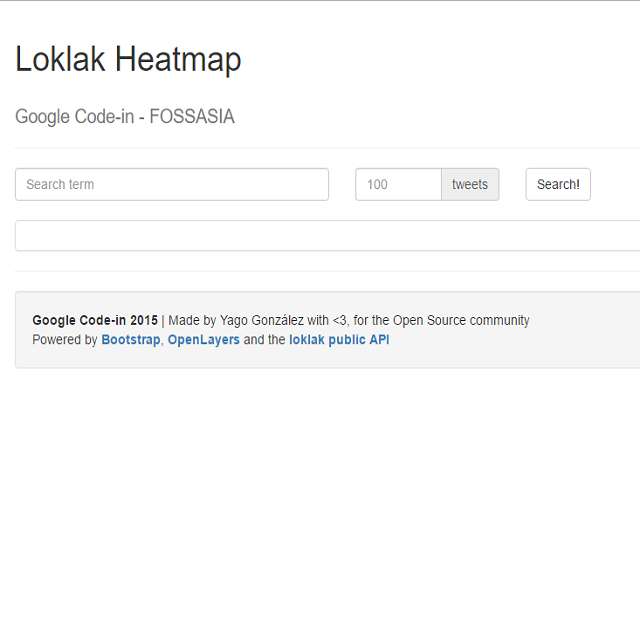 Loklak Heatmap
Google Code-in - FOSSASIA
Search term 100 tweets Search!
Google Code-in 2015 | Made by Yago González with <3, for the Open Source community
Powered by Bootstrap, OpenLayers and the loklak public API